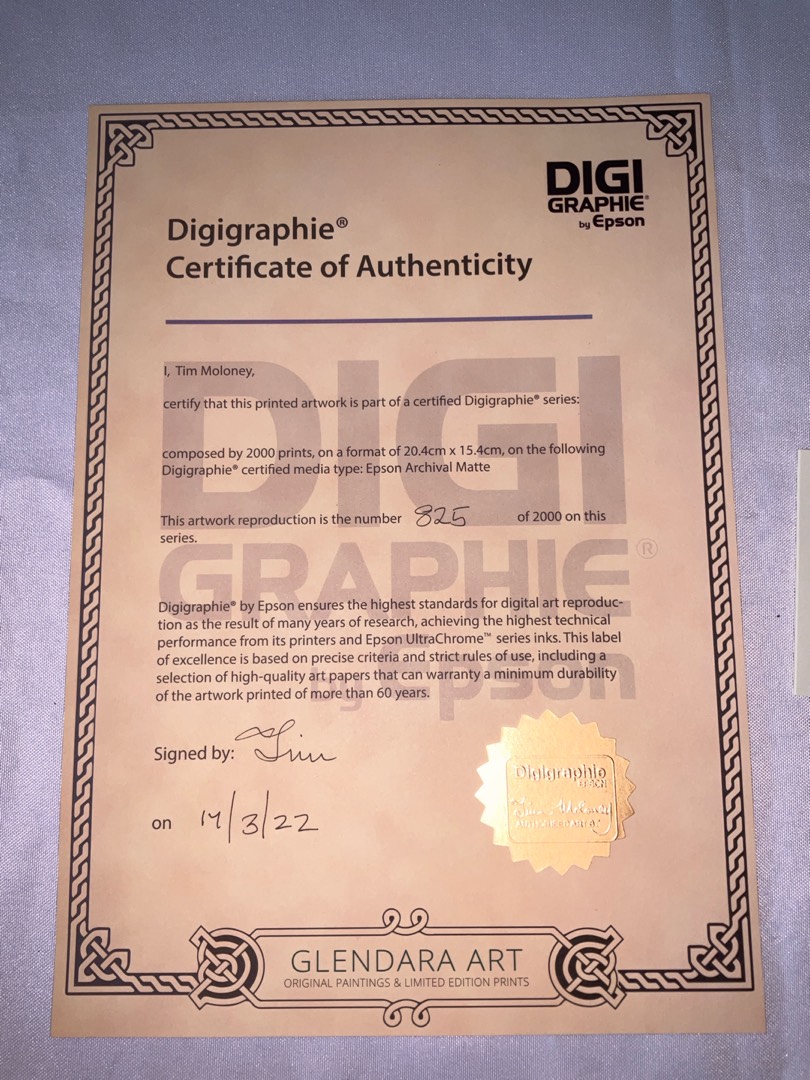 DIGI
GRAPHIE®
by Epson
Digigraphie®
Certificate of Authenticity
I, Tim Moloney,
certify that this printed artwork is part of a certified Digigraphie® series:
composed by 2000 prints, on a format of 20.4cm x 15.4cm, on the following
Digigraphie® certified media type: Epson Archival Matte
This artwork reproduction is the number 825 of 2000 on this
series.
Digigraphie® by Epson ensures the highest standards for digital art reproduc-
tion as the result of many years of research, achieving the highest technical
performance from its printers and Epson UltraChrome™ series inks. This label
of excellence is based on precise criteria and strict rules of use, including a
selection of high-quality art papers that can warranty a minimum durability
of the artwork printed of more than 60 years.
DIGI
GRAPHIE®
by Epson
Signed by: Tim
on 17/3/22
Digigraphie
GLENDARA ART
ORIGINAL PAINTINGS & LIMITED EDITION PRINTS